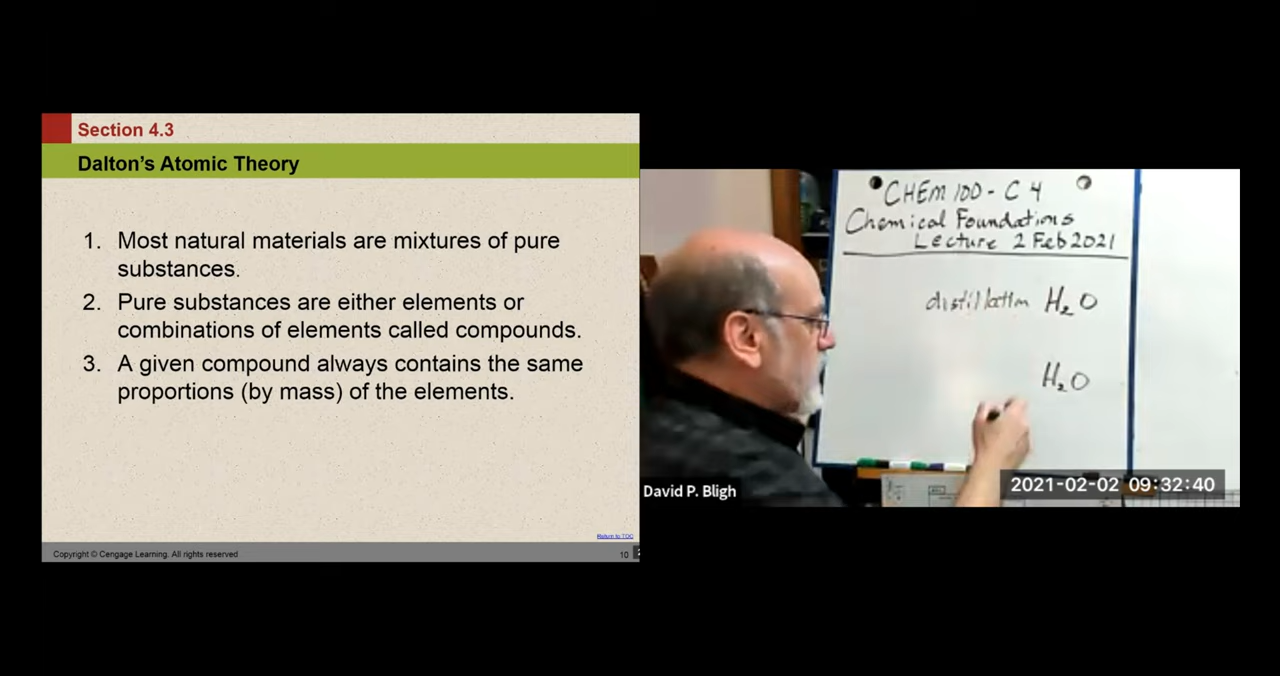 Section 4.3
Dalton's Atomic Theory
1. Most natural materials are mixtures of pure
substances.
2. Pure substances are either elements or
combinations of elements called compounds.
3. A given compound always contains the same
proportions (by mass) of the elements.
Return to TOC
Copyright © Cengage Learning. All rights reserved
10
CHEM 100 - C 4
Chemical Foundations
Lecture 2 Feb 2021
distillation H₂O
H₂O
David P. Bligh
2021-02-02 09:32:40